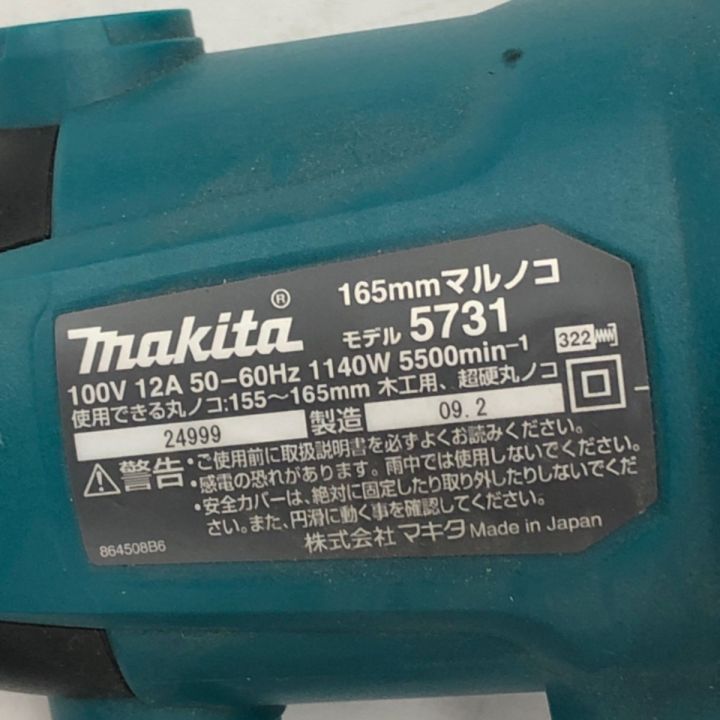 165mmマルノコ
makita®
モデル 5731
100V 12A 50-60Hz 1140W 5500min-1
322
使用できる丸ノコ:155〜165mm 木工用、超硬丸ノコ
24999 製造 09.2
警告・ご使用前に取扱説明書を必ずよくお読みください。
・感電の恐れがあります。雨中では使用しないでください。
・安全カバーは、絶対に固定したり取り外したりしないでくだ
さい。また、円滑に動く事を確認してください。
864508B6
株式会社マキタ Made in Japan